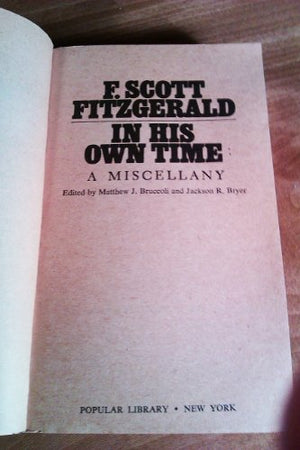 F. SCOTT
FITZGERALD
IN HIS
OWN TIME:
A MISCELLANY
Edited by Matthew J. Bruccoli and Jackson R. Bryer
POPULAR LIBRARY • NEW YORK